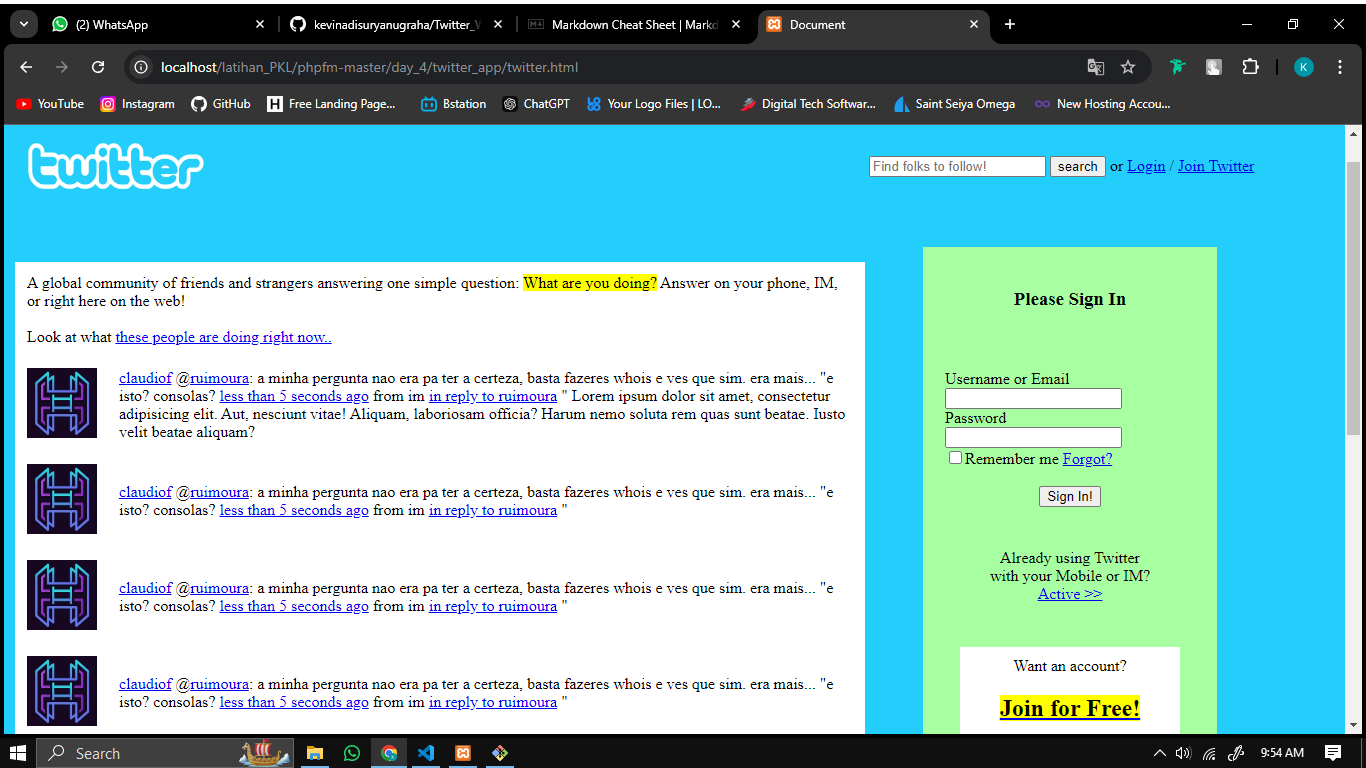 (2) WhatsApp
kevinadisuryanugraha/Twitter_W
Markdown Cheat Sheet | Markd
Document
localhost/latihan_PKL/phpfm-master/day_4/twitter_app/twitter.html
K
YouTube
Instagram
GitHub
H Free Landing Page...
Bstation
ChatGPT
Your Logo Files | LO...
Digital Tech Softwar...
Saint Seiya Omega
New Hosting Accou...
twitter
Find folks to follow! search or Login / Join Twitter
A global community of friends and strangers answering one simple question: What are you doing? Answer on your phone, IM,
or right here on the web!
Look at what these people are doing right now..
claudiof @ruimoura: a minha pergunta nao era pa ter a certeza, basta fazeres whois e ves que sim. era mais... "e
isto? consolas? less than 5 seconds ago from im in reply to ruimoura " Lorem ipsum dolor sit amet, consectetur
adipisicing elit. Aut, nesciunt vitae! Aliquam, laboriosam officia? Harum nemo soluta rem quas sunt beatae. Iusto
velit beatae aliquam?
claudiof @ruimoura: a minha pergunta nao era pa ter a certeza, basta fazeres whois e ves que sim. era mais... "e
isto? consolas? less than 5 seconds ago from im in reply to ruimoura "
claudiof @ruimoura: a minha pergunta nao era pa ter a certeza, basta fazeres whois e ves que sim. era mais... "e
isto? consolas? less than 5 seconds ago from im in reply to ruimoura "
claudiof @ruimoura: a minha pergunta nao era pa ter a certeza, basta fazeres whois e ves que sim. era mais... "e
isto? consolas? less than 5 seconds ago from im in reply to ruimoura "
Please Sign In
Username or Email
Password
Remember me Forgot?
Sign In!
Already using Twitter
with your Mobile or IM?
Active >>
Want an account?
Join for Free!
Search
9:54 AM